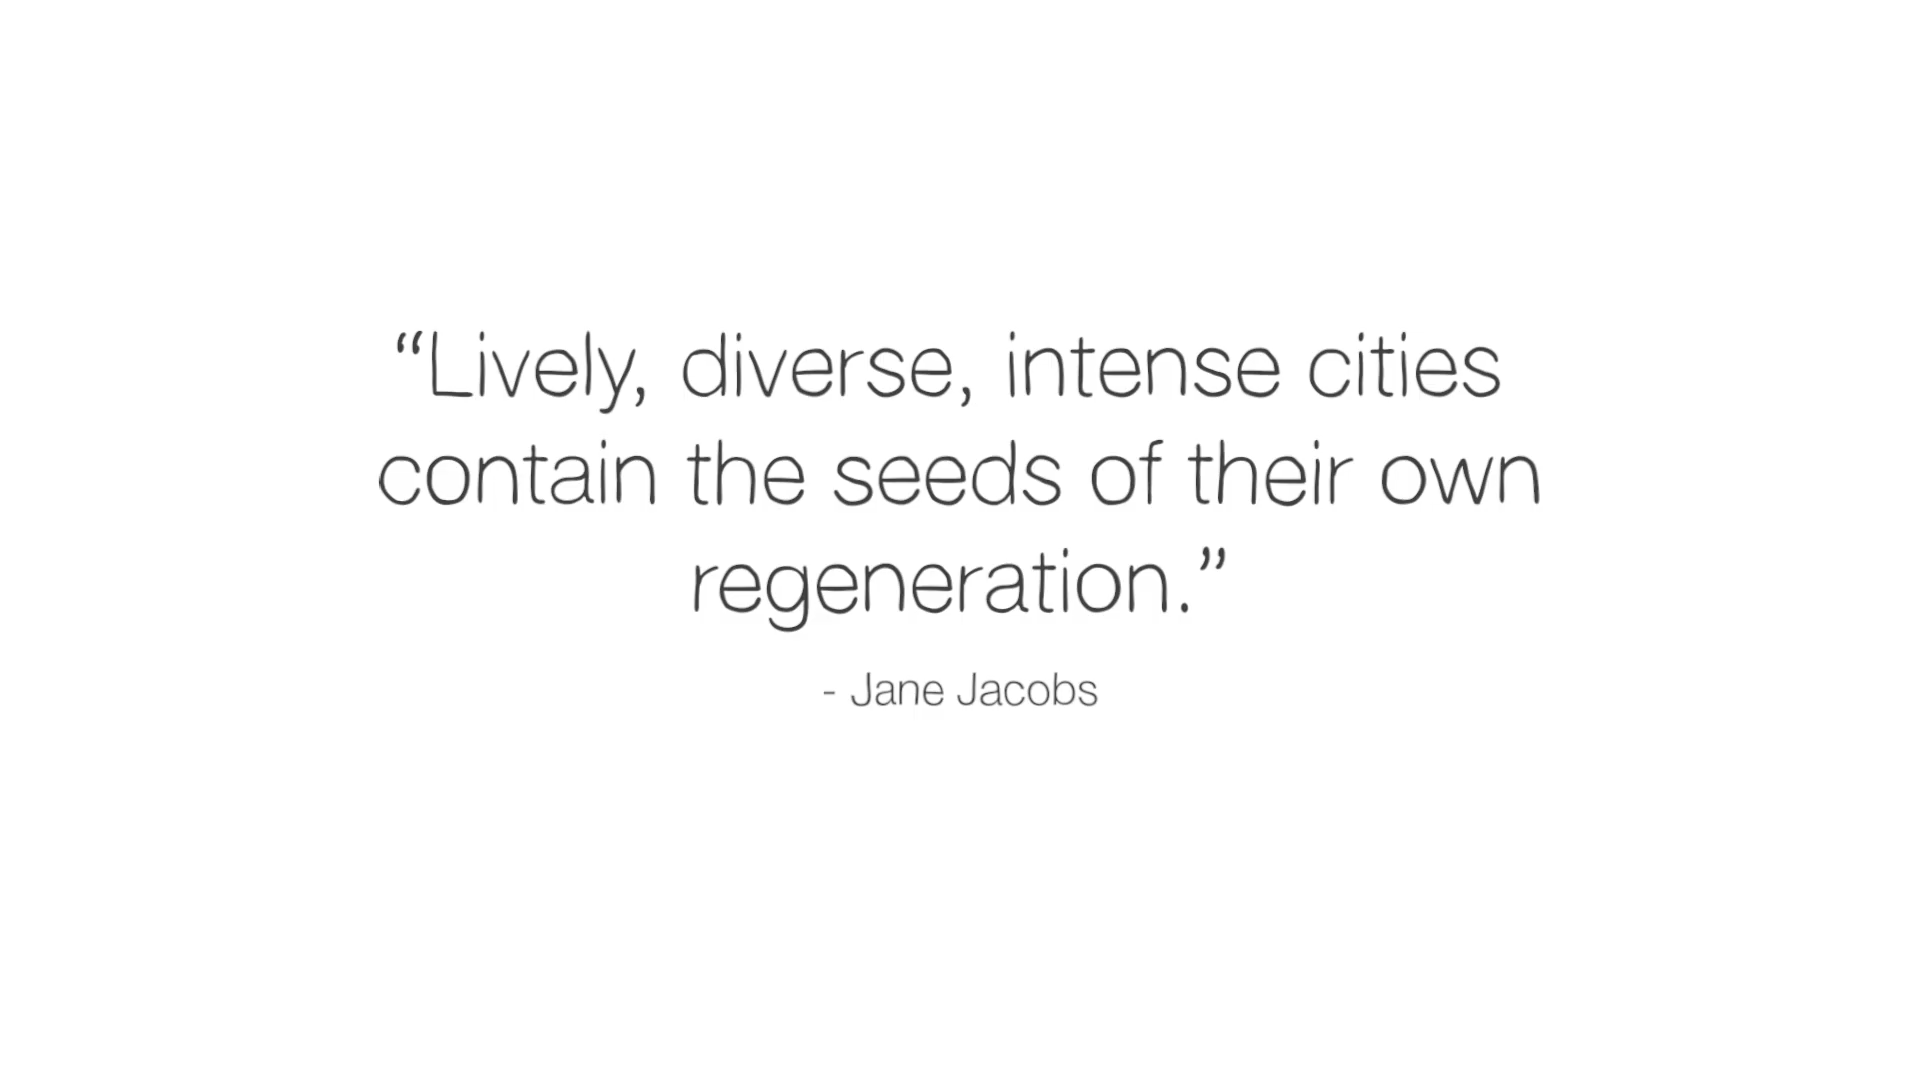 “Lively, diverse, intense cities
contain the seeds of their own
regeneration.”
- Jane Jacobs